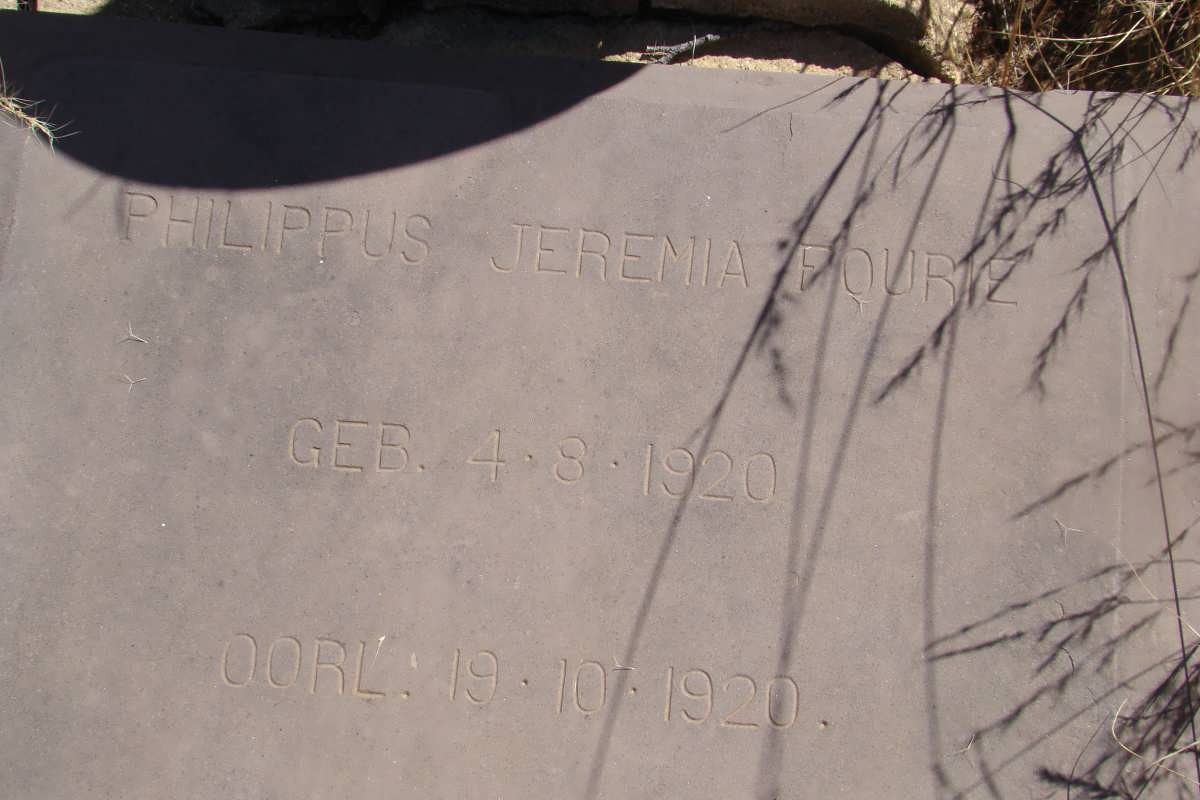 PHILIPPUS JEREMIA FOURIE
GEB. 4·8·1920
OORL: 19·10·1920.